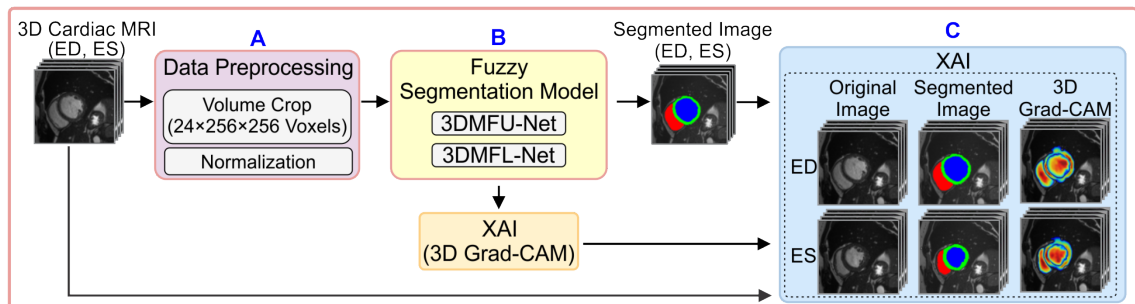 3D Cardiac MRI
(ED, ES)
A
Data Preprocessing
Volume Crop
(24×256×256 Voxels)
Normalization
B
Fuzzy
Segmentation Model
3DMFU-Net
3DMFL-Net
XAI
(3D Grad-CAM)
Segmented Image
(ED, ES)
C
XAI
Original
Image
Segmented
Image
3D
Grad-CAM
ED
ES